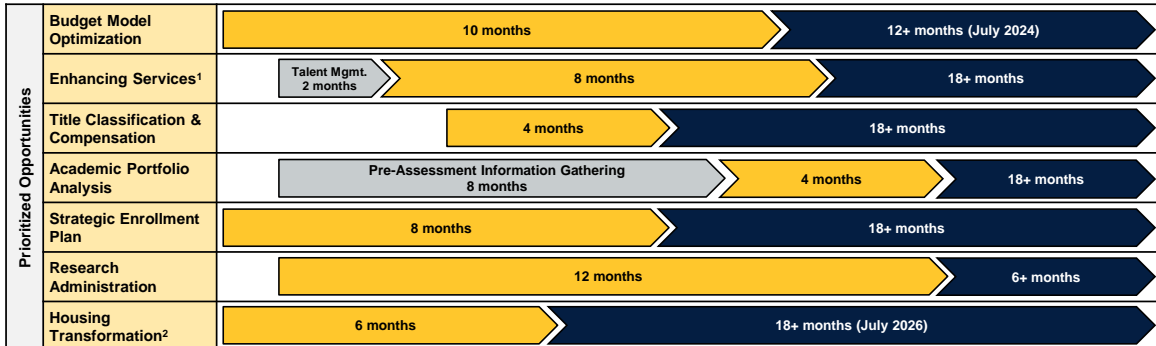 Prioritized Opportunities
Budget Model
Optimization
10 months
12+ months (July 2024)
Enhancing Services¹
Talent Mgmt.
2 months
8 months
18+ months
Title Classification &
Compensation
4 months
18+ months
Academic Portfolio
Analysis
Pre-Assessment Information Gathering
8 months
4 months
18+ months
Strategic Enrollment
Plan
8 months
18+ months
Research
Administration
12 months
6+ months
Housing
Transformation²
6 months
18+ months (July 2026)